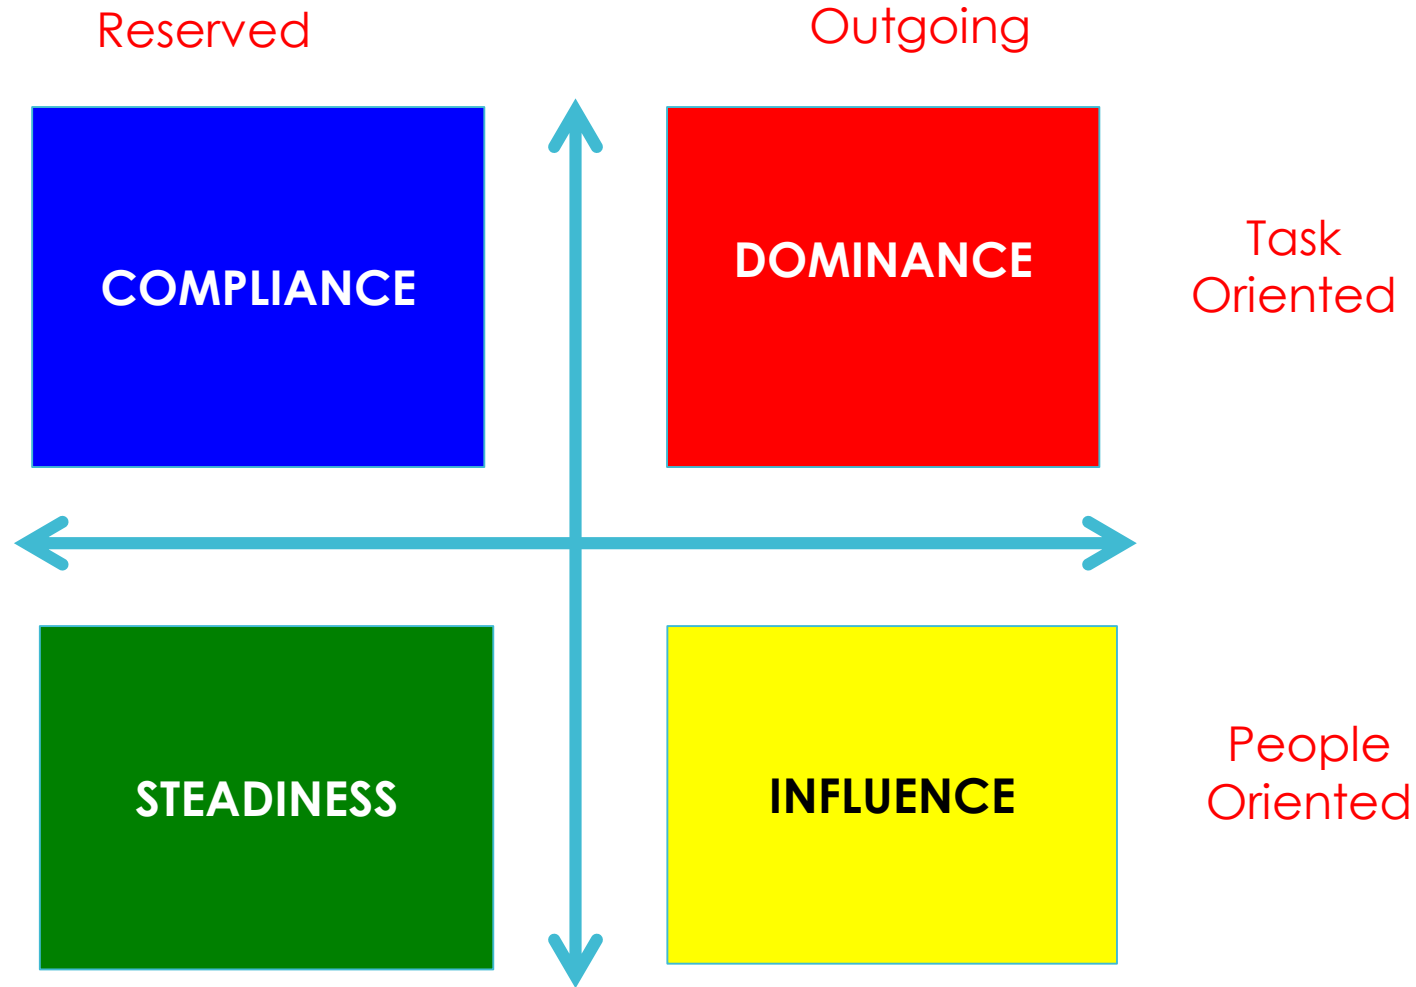 Reserved
Outgoing
COMPLIANCE
DOMINANCE
Task
Oriented
STEADINESS
INFLUENCE
People
Oriented